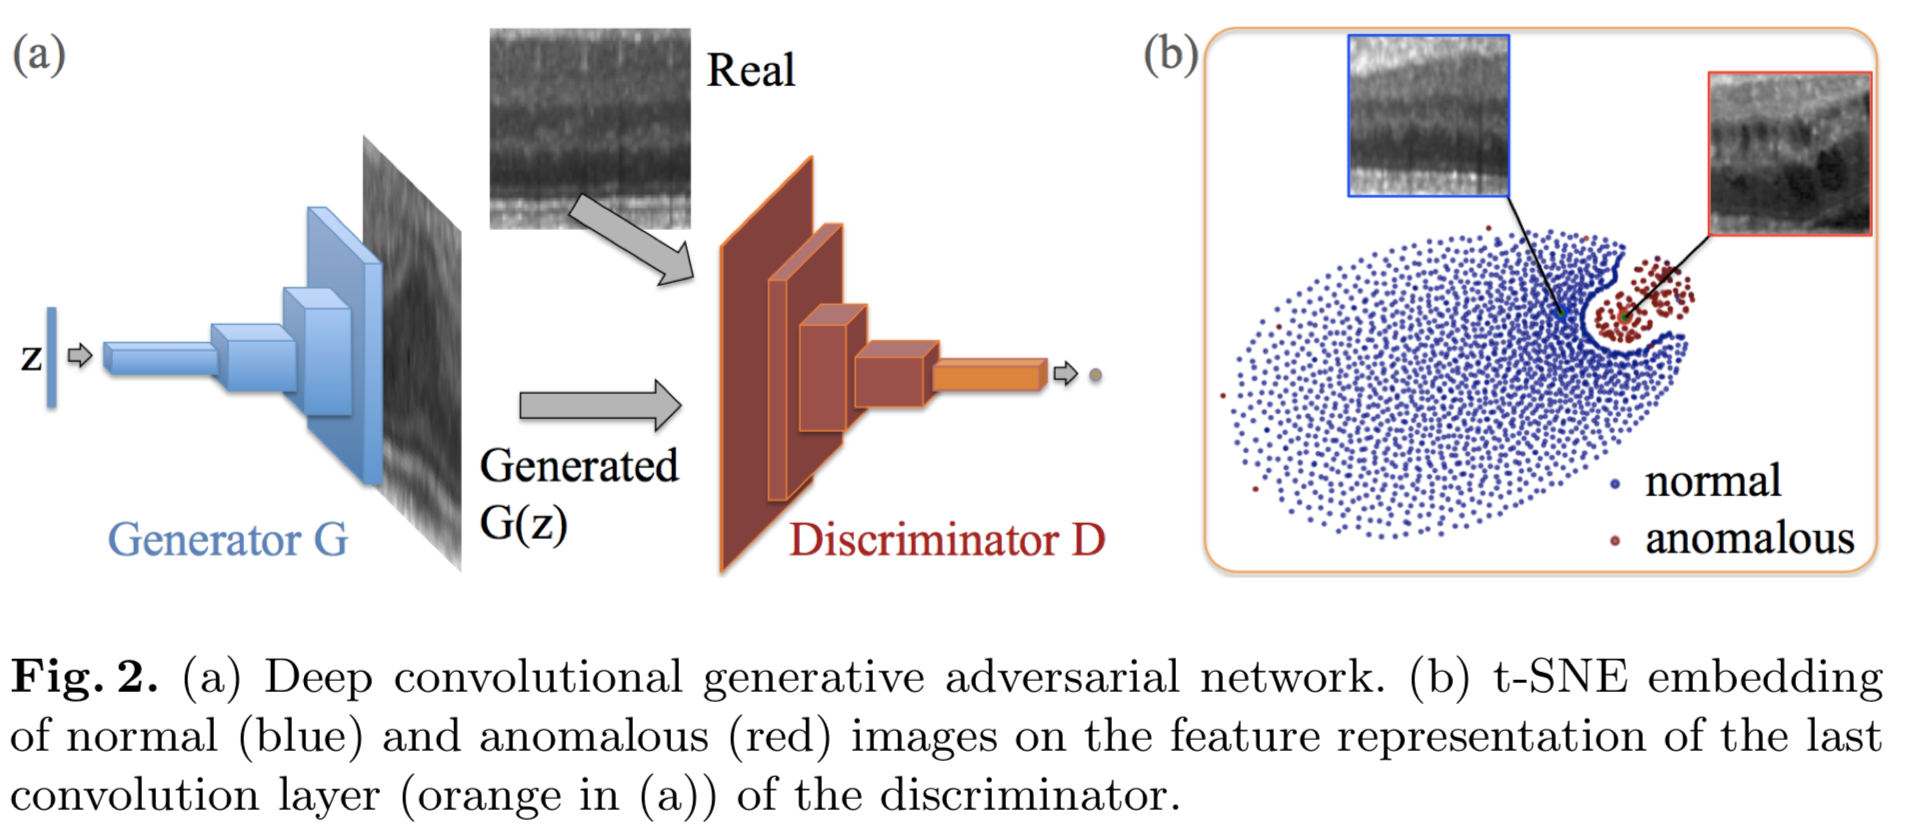 (a)
Real
z
Generated
G(z)
Generator G
Discriminator D
(b)
normal
anomalous
Fig. 2. (a) Deep convolutional generative adversarial network. (b) t-SNE embedding
of normal (blue) and anomalous (red) images on the feature representation of the last
convolution layer (orange in (a)) of the discriminator.